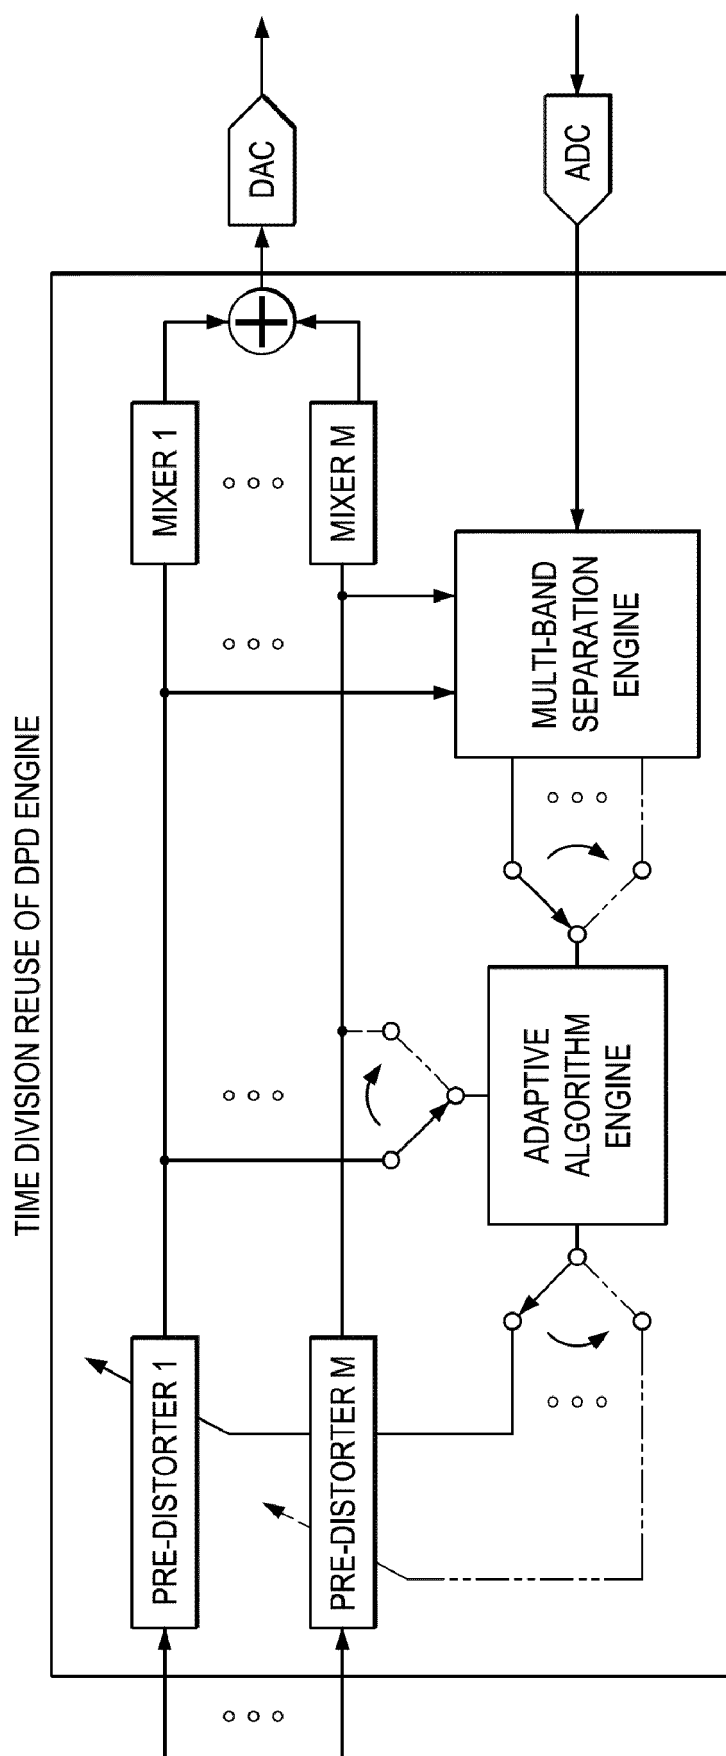 TIME DIVISION REUSE OF DPD ENGINE
PRE-DISTORTER 1
MIXER 1
DAC
PRE-DISTORTER M
MIXER M
ADAPTIVE
ALGORITHM
ENGINE
MULTI-BAND
SEPARATION
ENGINE
ADC